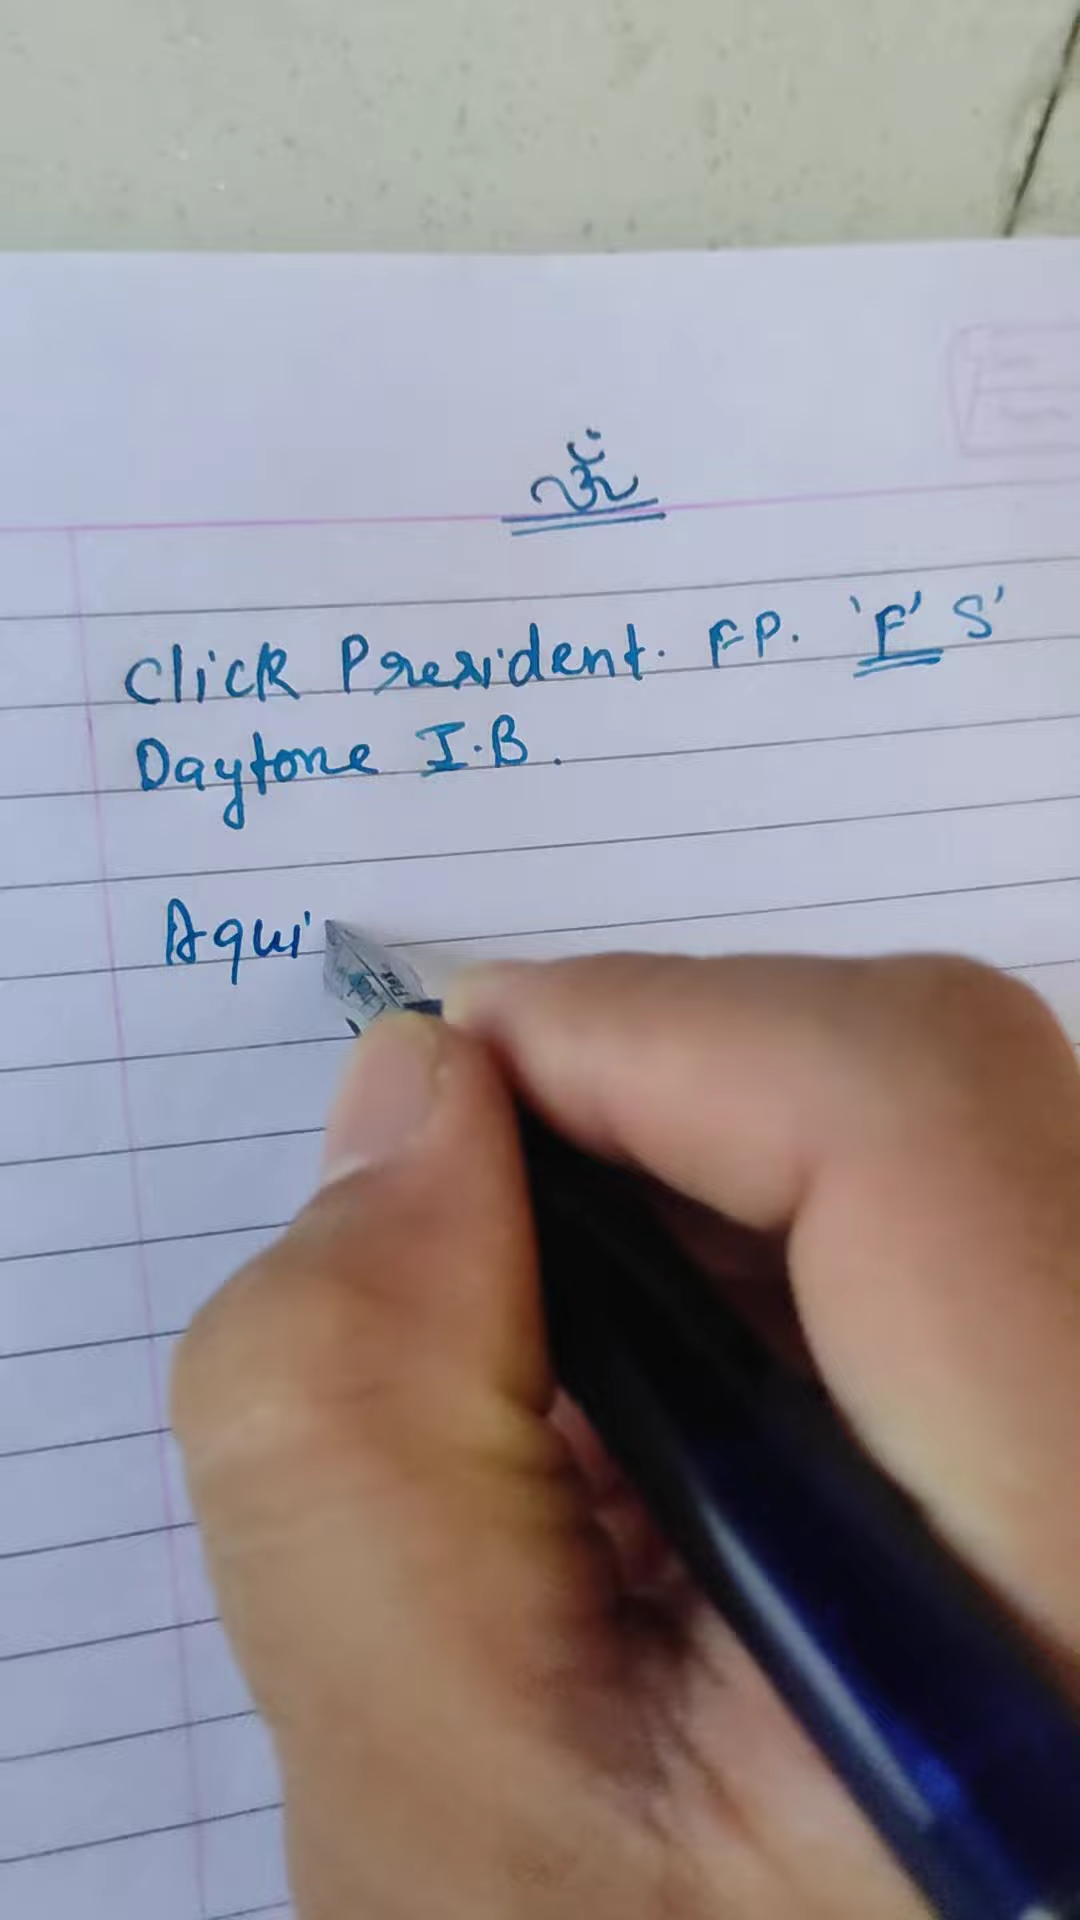 ૐ
Click President. FP. 'F' S'
Daytone I.B.
Aqui